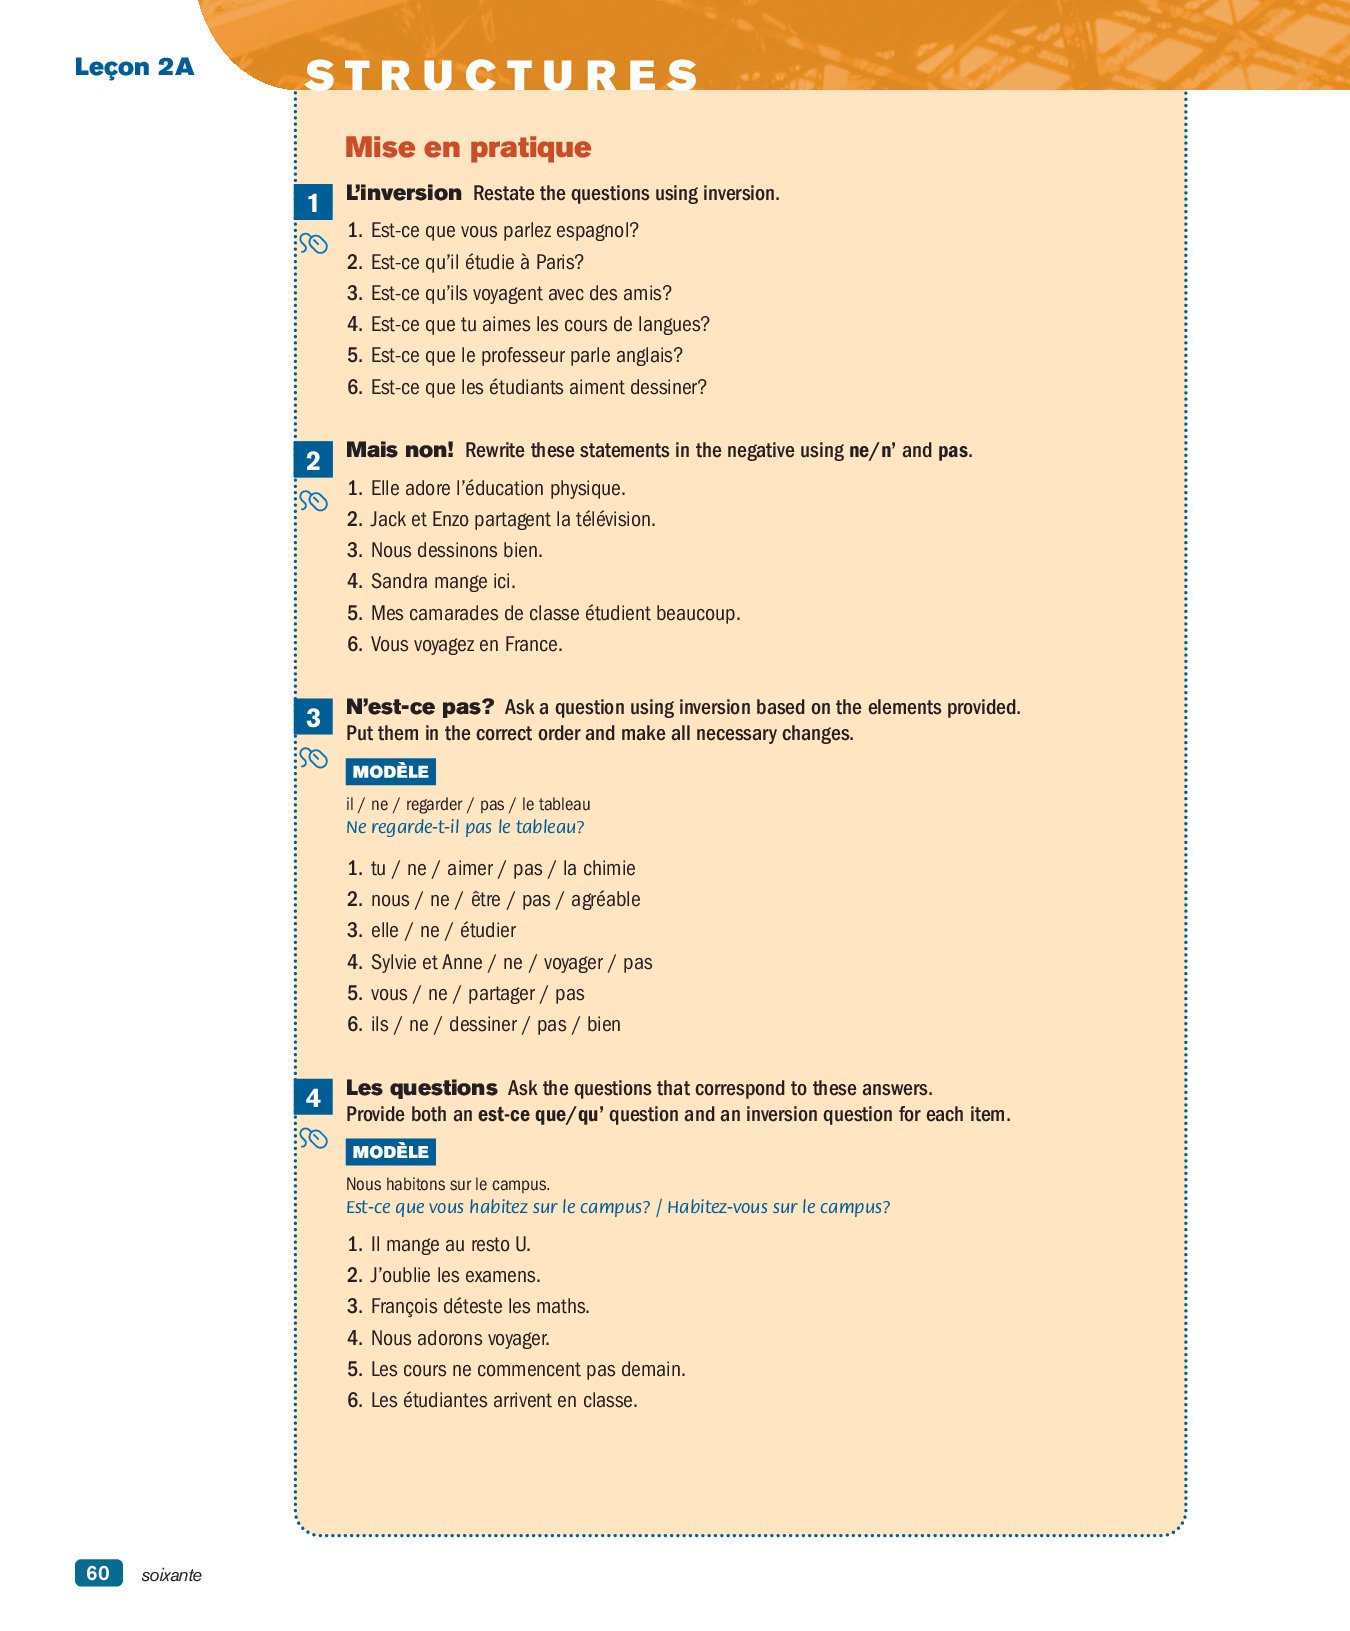 Leçon 2A
STRUCTURES
Mise en pratique
1 L’inversion Restate the questions using inversion.
1. Est-ce que vous parlez espagnol?
2. Est-ce qu’il étudie à Paris?
3. Est-ce qu’ils voyagent avec des amis?
4. Est-ce que tu aimes les cours de langues?
5. Est-ce que le professeur parle anglais?
6. Est-ce que les étudiants aiment dessiner?
2 Mais non! Rewrite these statements in the negative using ne/n’ and pas.
1. Elle adore l’éducation physique.
2. Jack et Enzo partagent la télévision.
3. Nous dessinons bien.
4. Sandra mange ici.
5. Mes camarades de classe étudient beaucoup.
6. Vous voyagez en France.
3 N’est-ce pas? Ask a question using inversion based on the elements provided.
Put them in the correct order and make all necessary changes.
MODÈLE
il / ne / regarder / pas / le tableau
Ne regarde-t-il pas le tableau?
1. tu / ne / aimer / pas / la chimie
2. nous / ne / être / pas / agréable
3. elle / ne / étudier
4. Sylvie et Anne / ne / voyager / pas
5. vous / ne / partager / pas
6. ils / ne / dessiner / pas / bien
4 Les questions Ask the questions that correspond to these answers.
Provide both an est-ce que/qu’ question and an inversion question for each item.
MODÈLE
Nous habitons sur le campus.
Est-ce que vous habitez sur le campus? / Habitez-vous sur le campus?
1. Il mange au resto U.
2. J’oublie les examens.
3. François déteste les maths.
4. Nous adorons voyager.
5. Les cours ne commencent pas demain.
6. Les étudiantes arrivent en classe.
60 soixante